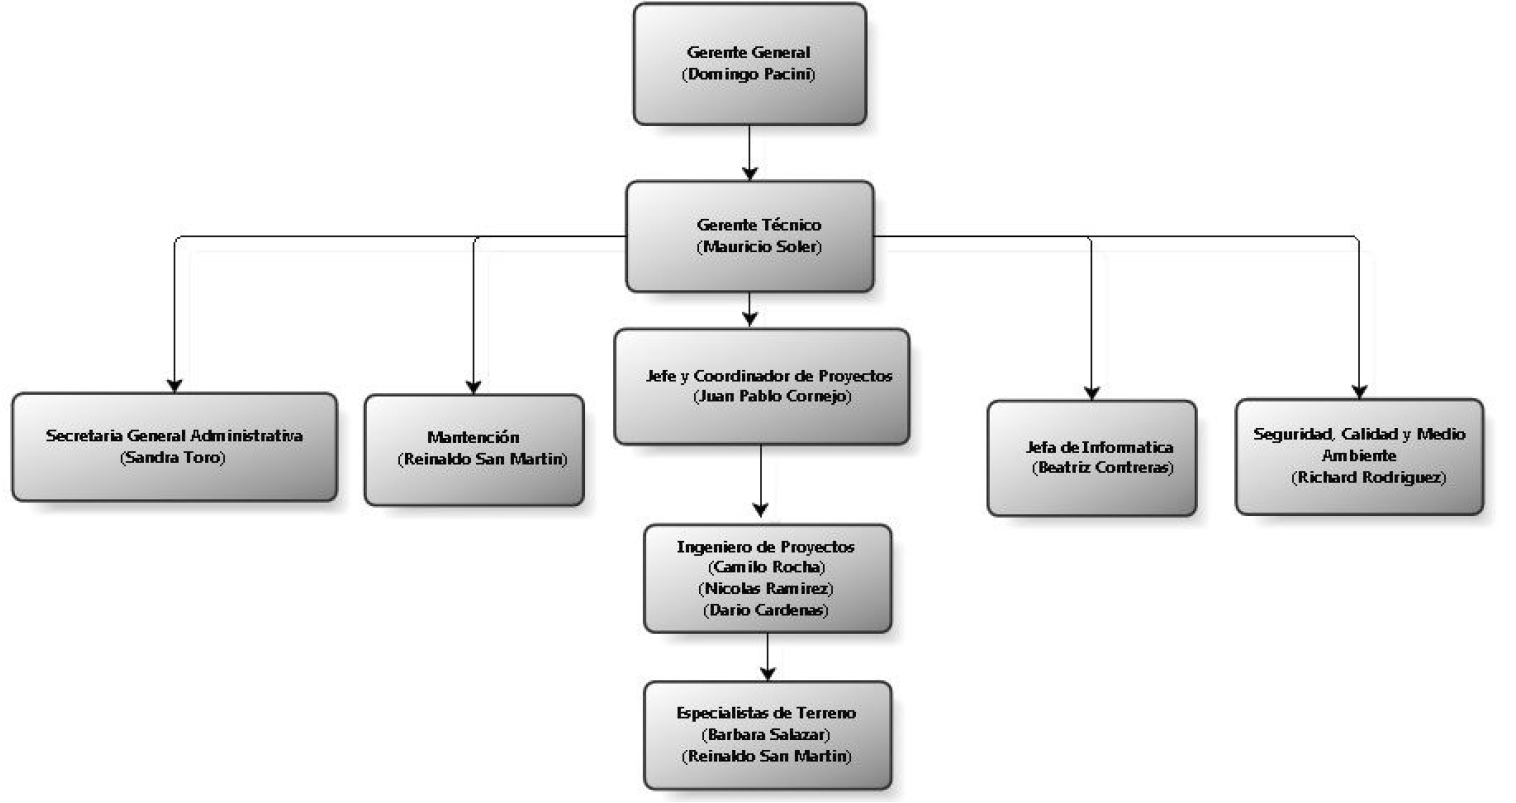 Gerente General
(Domingo Pacini)
Gerente Técnico
(Mauricio Soler)
Jefe y Coordinador de Proyectos
(Juan Pablo Cornejo)
Secretaria General Administrativa
(Sandra Toro)
Mantención
(Reinaldo San Martin)
Jefa de Informatica
(Beatriz Contreras)
Seguridad, Calidad y Medio
Ambiente
(Richard Rodriguez)
Ingeniero de Proyectos
(Camilo Rocha)
(Nicolas Ramirez)
(Dario Cardenas)
Especialistas de Terreno
(Barbara Salazar)
(Reinaldo San Martin)